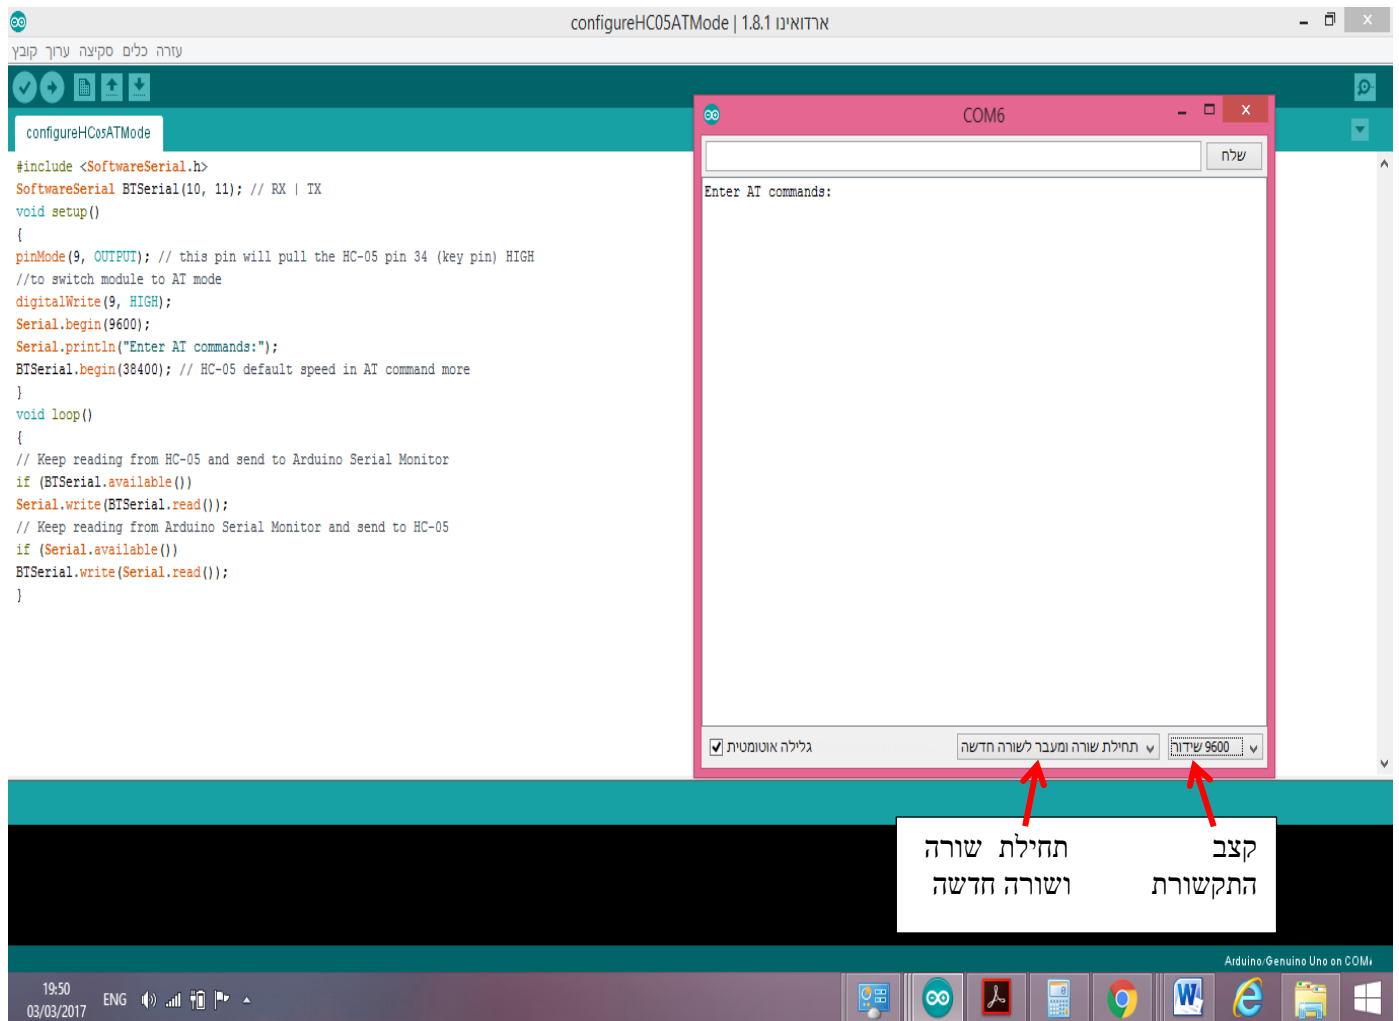 configureHC05ATMode | 1.8.1 ארדואינו
קובץ ערוך סקיצה כלים עזרה
configureHC05ATMode
#include <SoftwareSerial.h>
SoftwareSerial BTSerial(10, 11); // RX | TX
void setup()
{
pinMode(9, OUTPUT); // this pin will pull the HC-05 pin 34 (key pin) HIGH
//to switch module to AT mode
digitalWrite(9, HIGH);
Serial.begin(9600);
Serial.println("Enter AT commands:");
BTSerial.begin(38400); // HC-05 default speed in AT command more
}
void loop()
{
// Keep reading from HC-05 and send to Arduino Serial Monitor
if (BTSerial.available())
Serial.write(BTSerial.read());
// Keep reading from Arduino Serial Monitor and send to HC-05
if (Serial.available())
BTSerial.write(Serial.read());
}
COM6
שלח
Enter AT commands:
גלילה אוטומטית
תחילת שורה ומעבר לשורה חדשה
9600 שידור
קצב
התקשורת
תחילת שורה
ושורה חדשה
Arduino/Genuino Uno on
19:50
03/03/2017
ENG